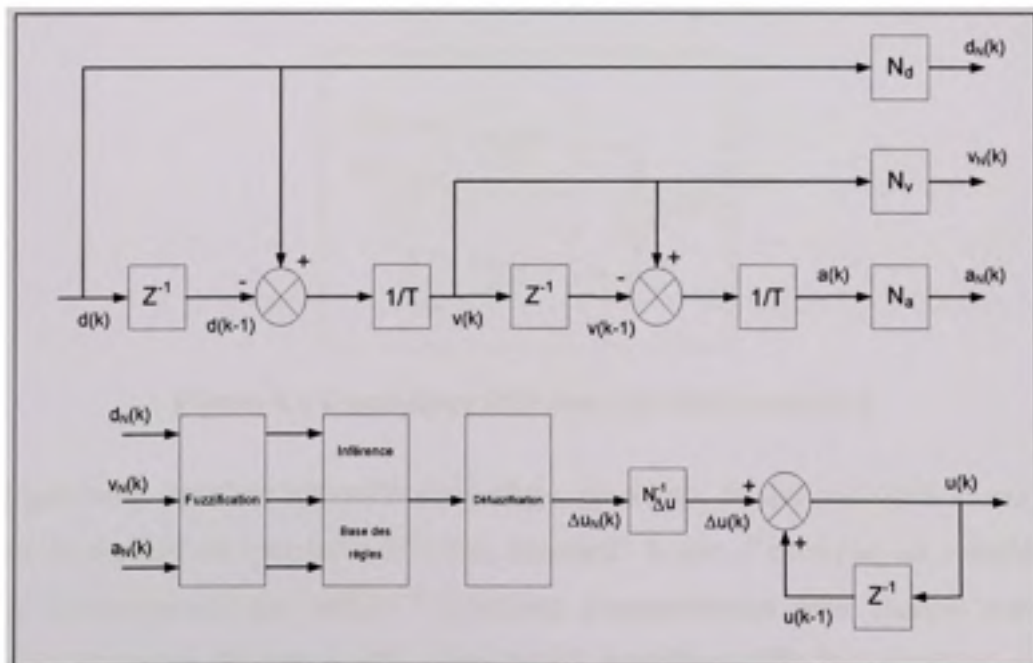 N_d
d_N(k)
N_v
v_N(k)
d(k)
Z^-1
d(k-1)
-
+
1/T
v(k)
Z^-1
v(k-1)
-
+
1/T
a(k)
N_a
a_N(k)
d_N(k)
v_N(k)
a_N(k)
Fuzzification
Inférence
Base des
règles
Défuzzification
Δu_N(k)
N^-1_Δu
Δu(k)
+
+
u(k)
Z^-1
u(k-1)